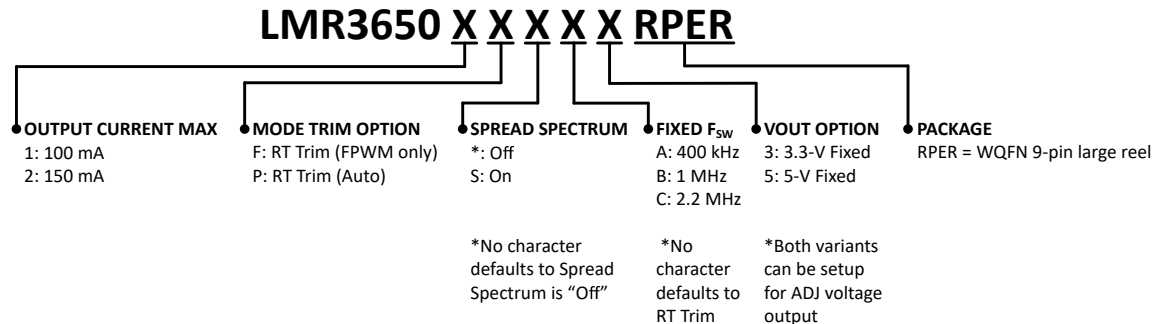 LMR3650 X X X X X RPER
OUTPUT CURRENT MAX
1: 100 mA
2: 150 mA
MODE TRIM OPTION
F: RT Trim (FPWM only)
P: RT Trim (Auto)
SPREAD SPECTRUM
*: Off
S: On
*No character
defaults to Spread
Spectrum is “Off”
FIXED FSW
A: 400 kHz
B: 1 MHz
C: 2.2 MHz
*No
character
defaults to
RT Trim
VOUT OPTION
3: 3.3-V Fixed
5: 5-V Fixed
*Both variants
can be setup
for ADJ voltage
output
PACKAGE
RPER = WQFN 9-pin large reel